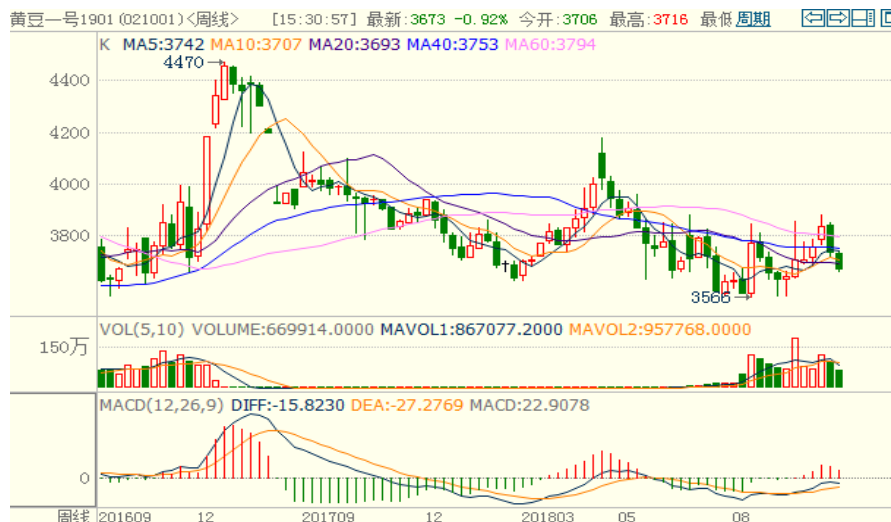 黄豆一号1901(021001)<周线> [15:30:57] 最新:3673 -0.92% 今开:3706 最高:3716 最低 周期
K MA5:3742 MA10:3707 MA20:3693 MA40:3753 MA60:3794
4470
4400
4200
4000
3800
3566
VOL(5,10) VOLUME:669914.0000 MAVOL1:867077.2000 MAVOL2:957768.0000
150万
MACD(12,26,9) DIFF:-15.8230 DEA:-27.2769 MACD:22.9078
0
周线 201609 12 201709 12 201803 05 08